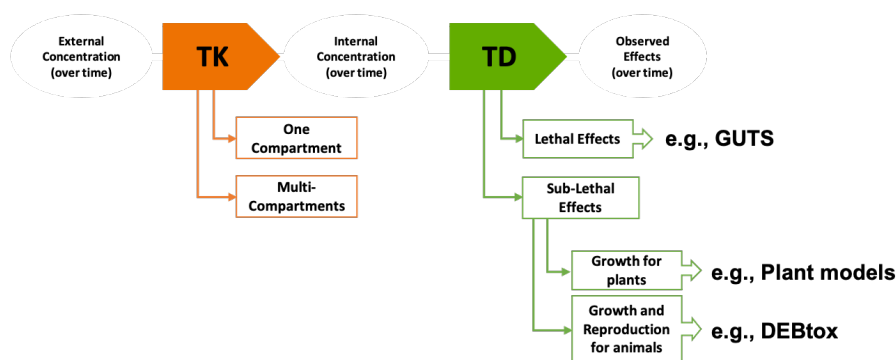 External
Concentration
(over time)
TK
Internal
Concentration
(over time)
TD
Observed
Effects
(over time)
One
Compartment
Multi-
Compartments
Lethal Effects
e.g., GUTS
Sub-Lethal
Effects
Growth for
plants
e.g., Plant models
Growth and
Reproduction
for animals
e.g., DEBtox